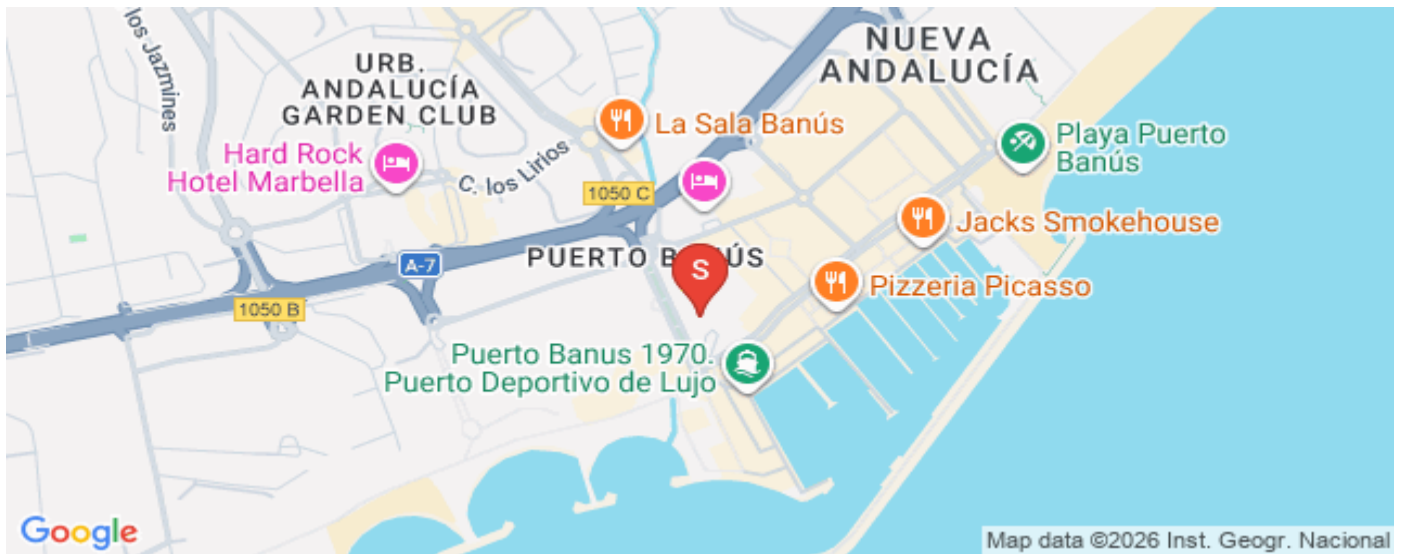 los Jazmines
URB.
ANDALUCÍA
GARDEN CLUB
NUEVA
ANDALUCÍA
La Sala Banús
Playa Puerto
Banús
Hard Rock
Hotel Marbella
C. los Lirios
1050 C
Jacks Smokehouse
PUERTO BANÚS
S
A-7
Pizzeria Picasso
1050 B
Puerto Banus 1970.
Puerto Deportivo de Lujo
Google
Map data ©2026 Inst. Geogr. Nacional